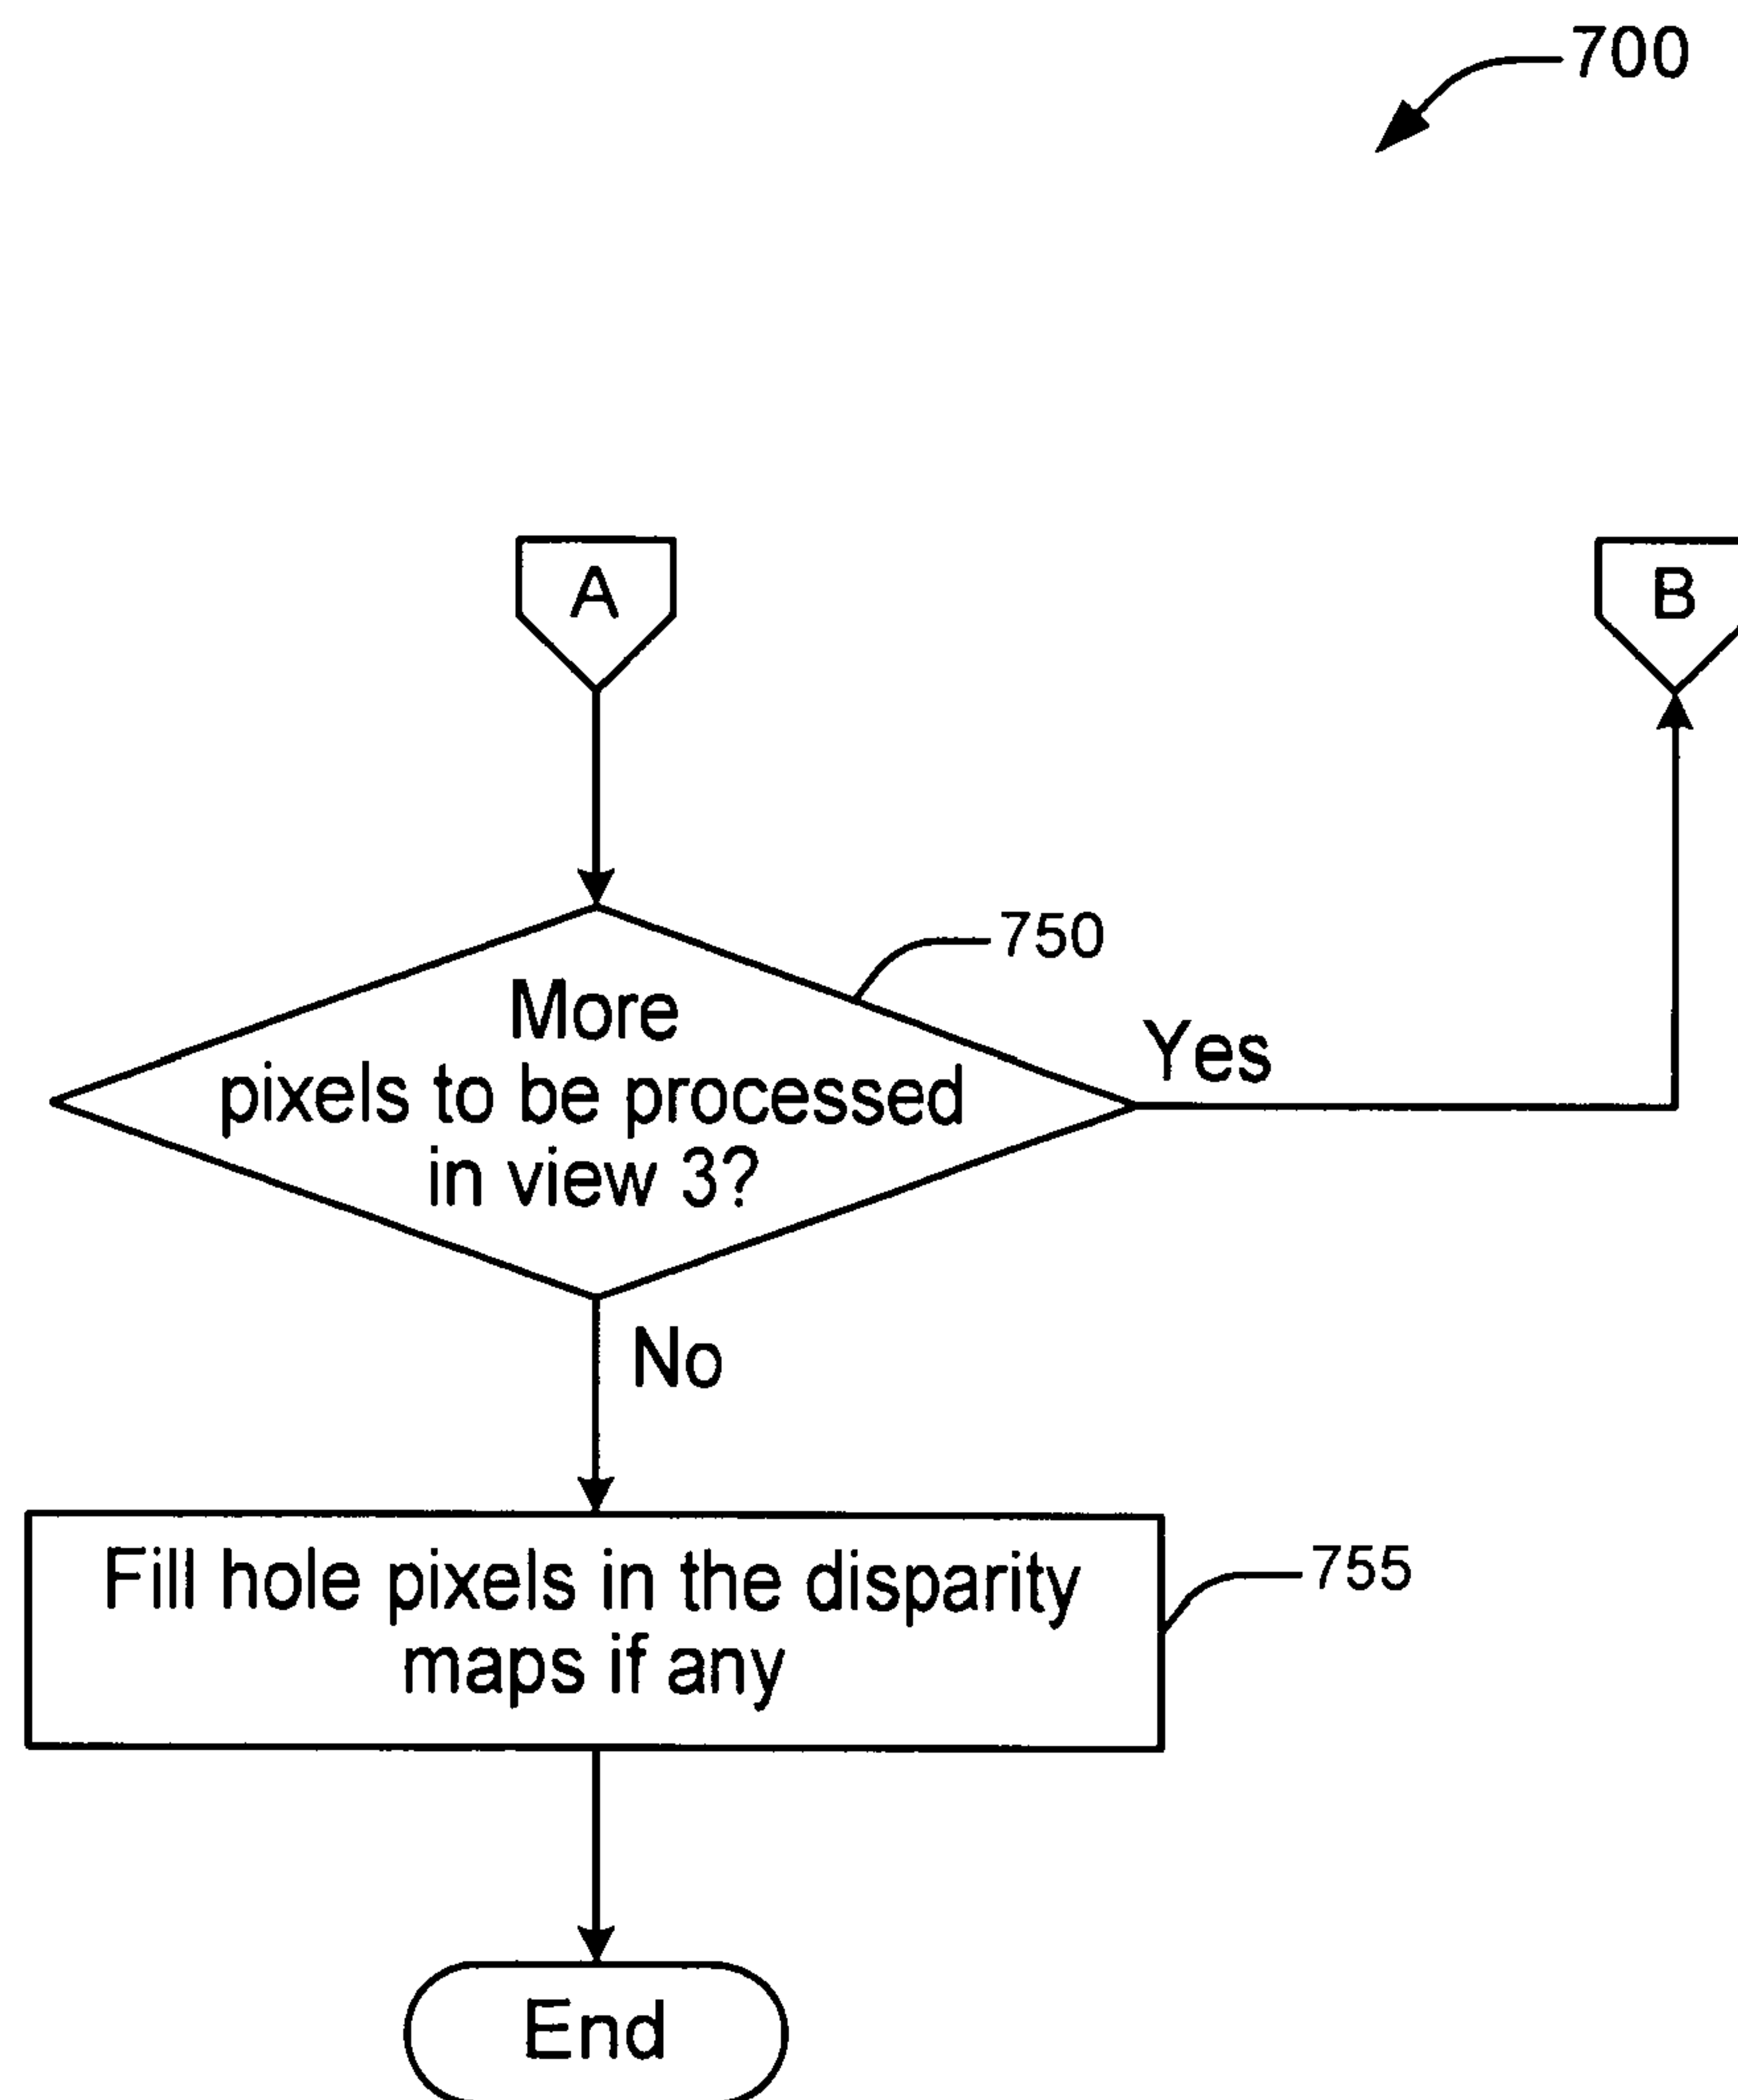 700
A
B
750
More
pixels to be processed
in view 3?
Yes
No
Fill hole pixels in the disparity
maps if any
755
End